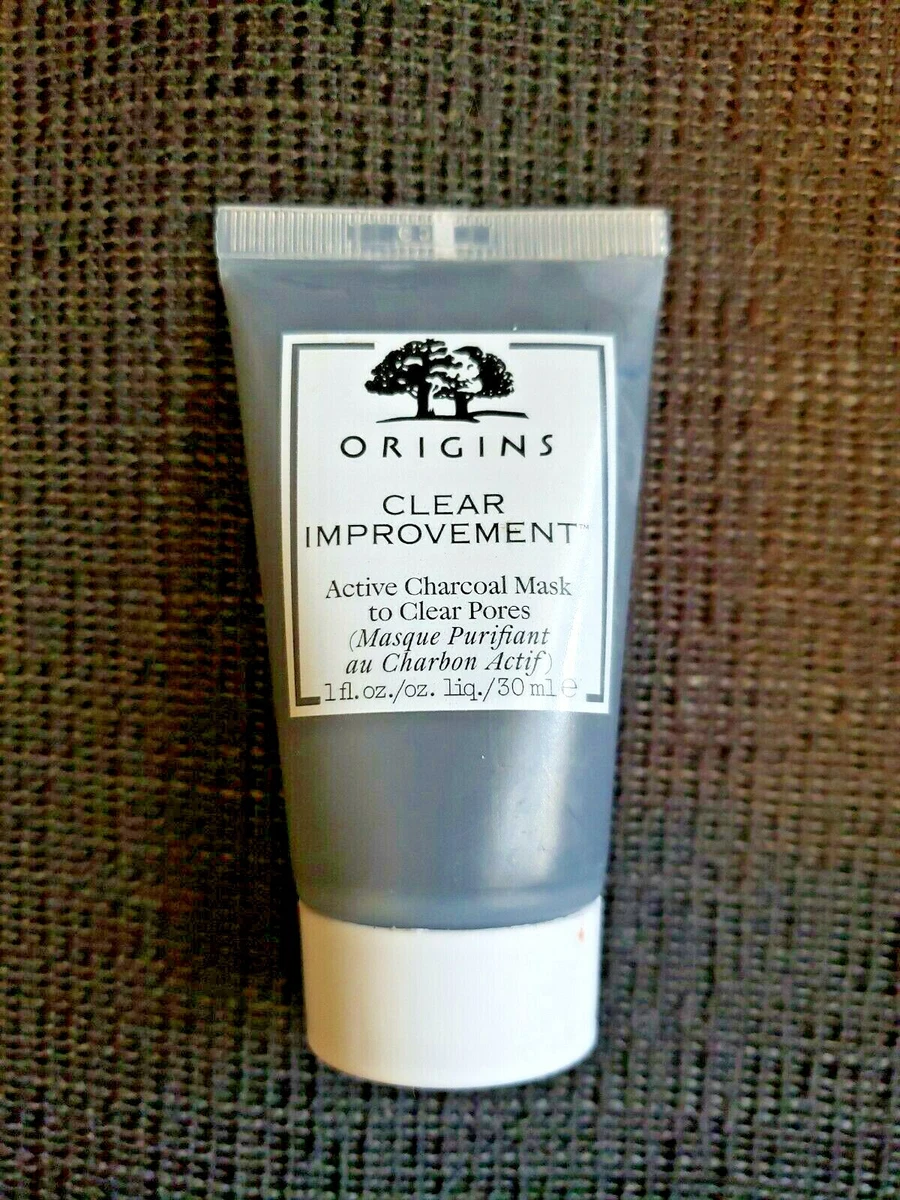 ORIGINS
CLEAR
IMPROVEMENT™
Active Charcoal Mask
to Clear Pores
(Masque Purifiant
au Charbon Actif)
1 fl. oz./oz. liq./30 ml ℮